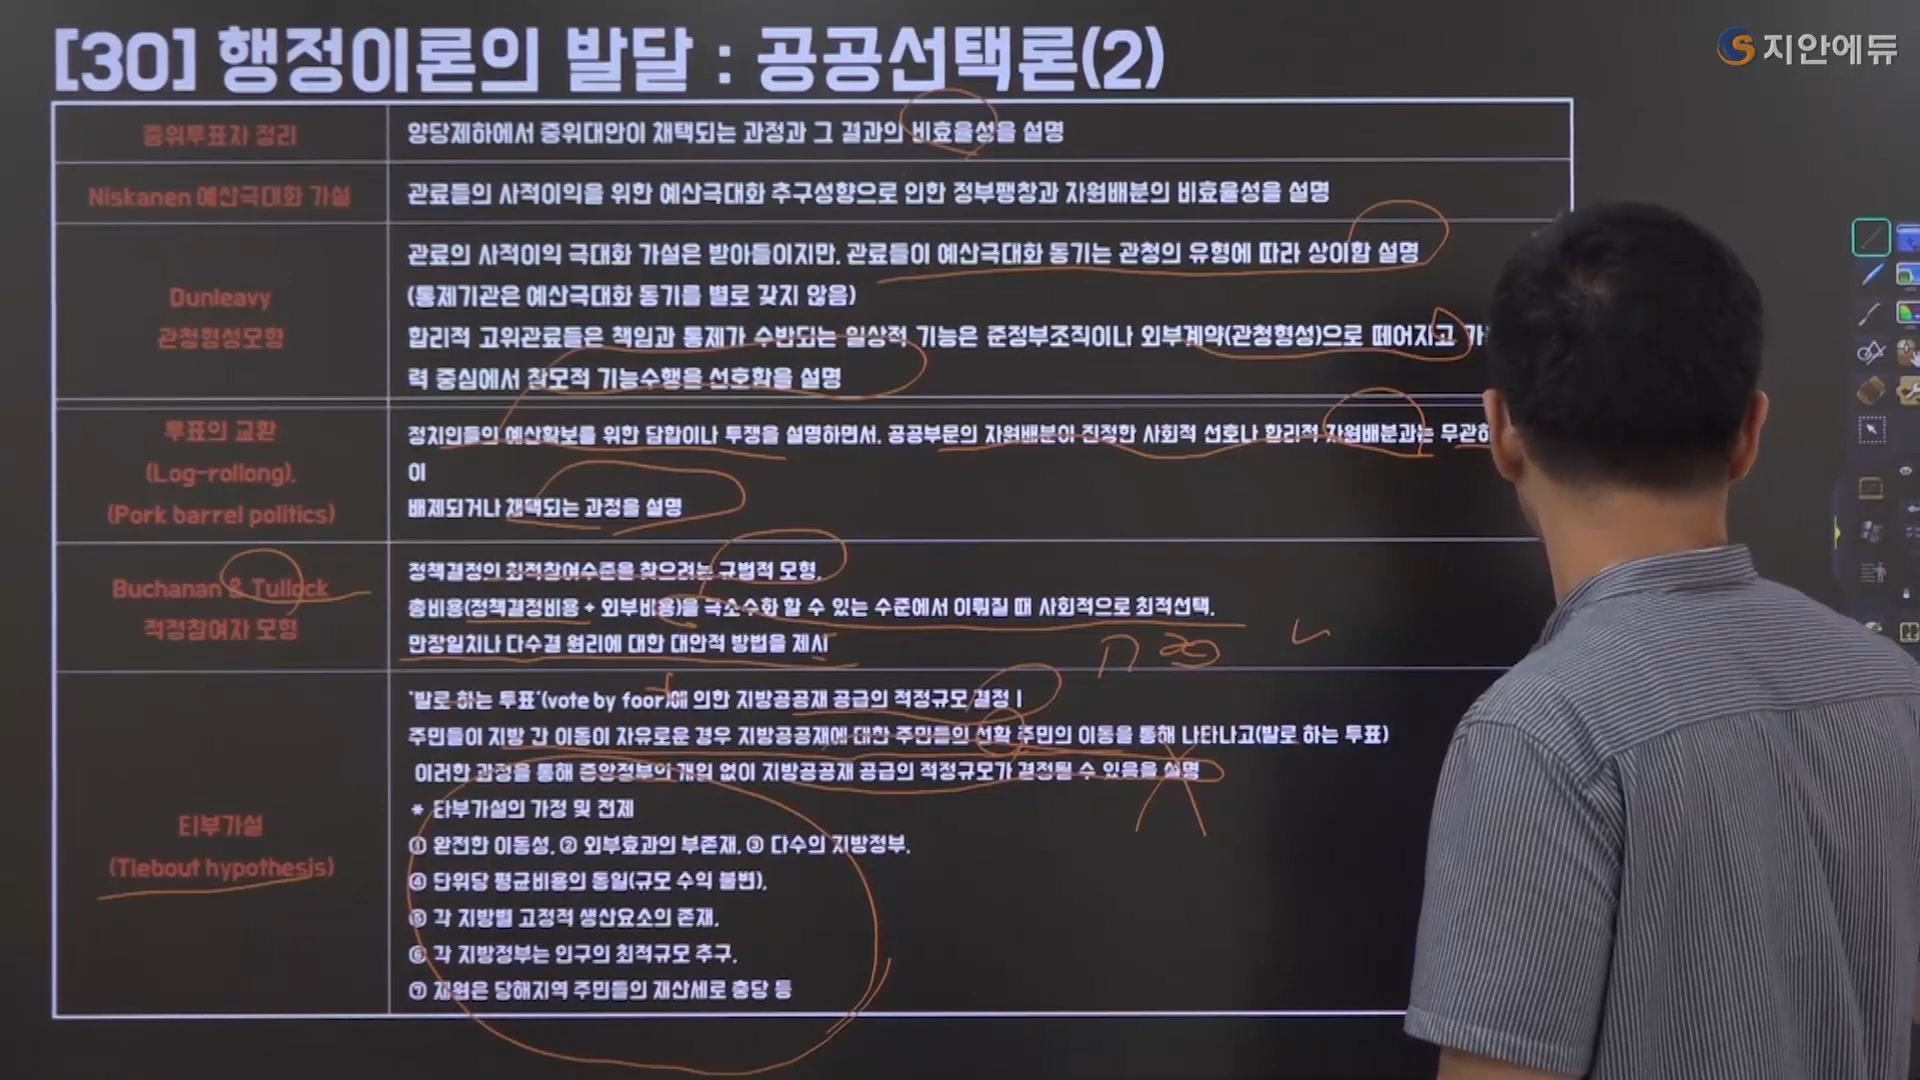 [30] 행정이론의 발달 : 공공선택론(2)
지안에듀
중위투표자 정리
양당제하에서 중위대안이 채택되는 과정과 그 결과의 비효율성을 설명
Niskanen 예산극대화 가설
관료들의 사적이익을 위한 예산극대화 추구성향으로 인한 정부팽창과 자원배분의 비효율성을 설명
Dunleavy
관청형성모형
관료의 사적이익 극대화 가설은 받아들이지만, 관료들이 예산극대화 동기는 관청의 유형에 따라 상이함 설명
(통제기관은 예산극대화 동기를 별로 갖지 않음)
합리적 고위관료들은 책임과 통제가 수반되는 일상적 기능은 준정부조직이나 외부계약(관청형성)으로 떼어지고
력 중심에서 참모적 기능수행을 선호함을 설명
투표의 교환
(Log-rollong),
(Pork barrel politics)
정치인들의 예산확보를 위한 담합이나 투쟁을 설명하면서, 공공부문의 자원배분이 진정한 사회적 선호나 합리적 자원배분과는
이
배제되거나 채택되는 과정을 설명
Buchanan & Tullock
적정참여자 모형
정책결정의 최적참여수준을 찾으려는 규범적 모형,
총비용(정책결정비용 + 외부비용)을 극소수화 할 수 있는 수준에서 이뤄질 때 사회적으로 최적선택,
만장일치나 다수결 원리에 대한 대안적 방법을 제시
티부가설
(Tiebout hypothesis)
'발로 하는 투표'(vote by foor)에 의한 지방공공재 공급의 적정규모 결정 |
주민들이 지방 간 이동이 자유로운 경우 지방공공재에 대한 주민들의 선확 주민의 이동을 통해 나타나고(발로 하는 투표)
이러한 과정을 통해 중앙정부의 개입 없이 지방공공재 공급의 적정규모가 결정될 수 있음을 설명
* 티부가설의 가정 및 전제
① 완전한 이동성, ② 외부효과의 부존재, ③ 다수의 지방정부,
④ 단위당 평균비용의 동일(규모 수익 불변),
⑤ 각 지방별 고정적 생산요소의 존재,
⑥ 각 지방정부는 인구의 최적규모 추구,
⑦ 재원은 당해지역 주민들의 재산세로 충당 등